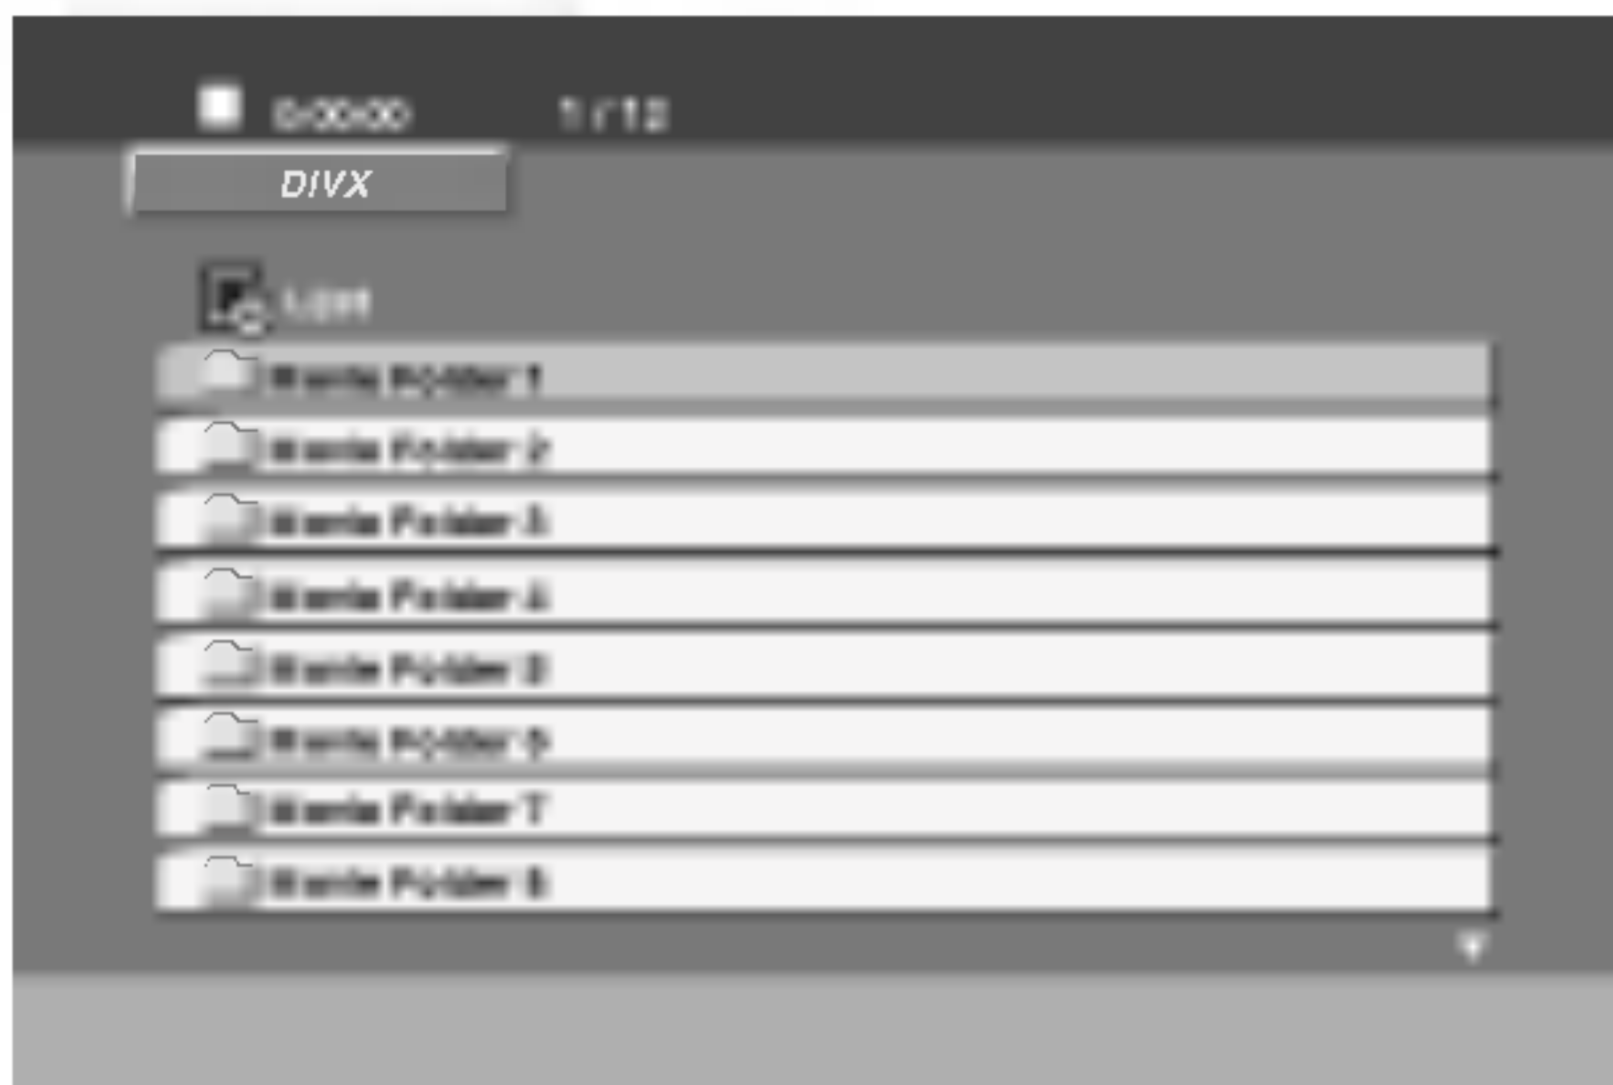 0:00:00 1 / 12
DIVX
Movie Folder 1
Movie Folder 2
Movie Folder 3
Movie Folder 4
Movie Folder 5
Movie Folder 6
Movie Folder 7
Movie Folder 8